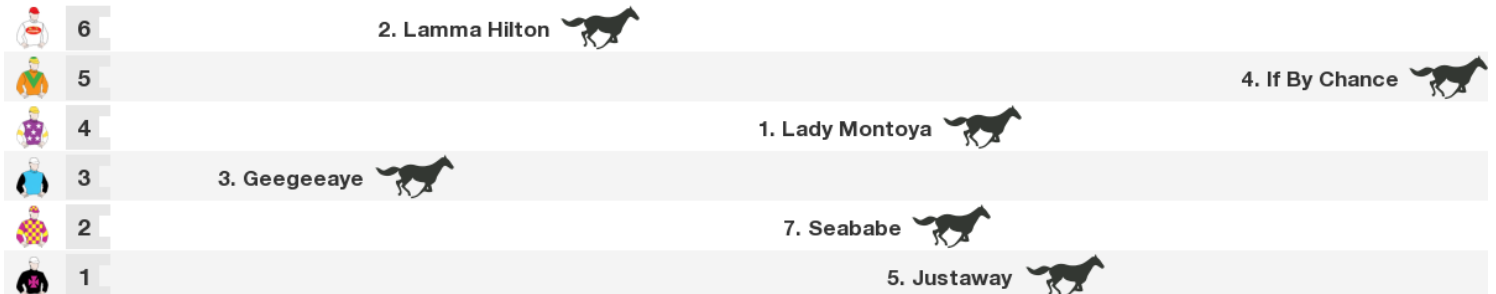 6 2. Lamma Hilton
5 4. If By Chance
4 1. Lady Montoya
3 3. Geegeeaye
2 7. Seababe
1 5. Justaway